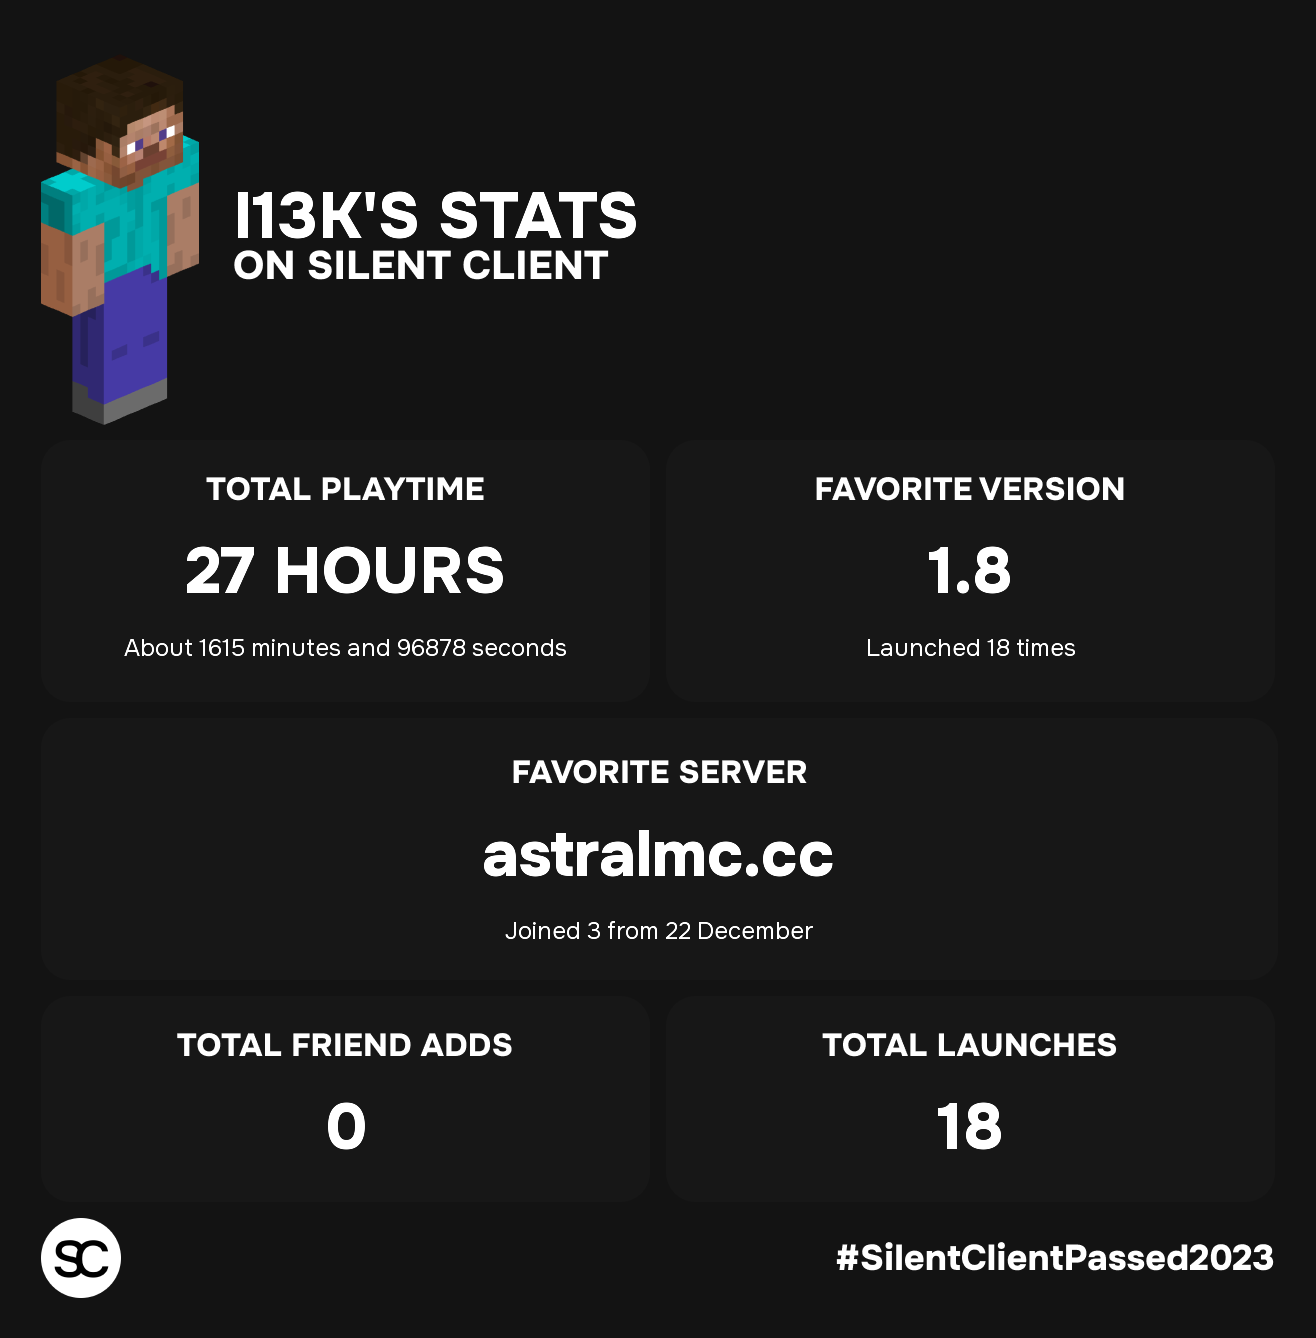 I13K'S STATS
ON SILENT CLIENT
TOTAL PLAYTIME
27 HOURS
About 1615 minutes and 96878 seconds
FAVORITE VERSION
1.8
Launched 18 times
FAVORITE SERVER
astralmc.cc
Joined 3 from 22 December
TOTAL FRIEND ADDS
0
TOTAL LAUNCHES
18
SC
#SilentClientPassed2023